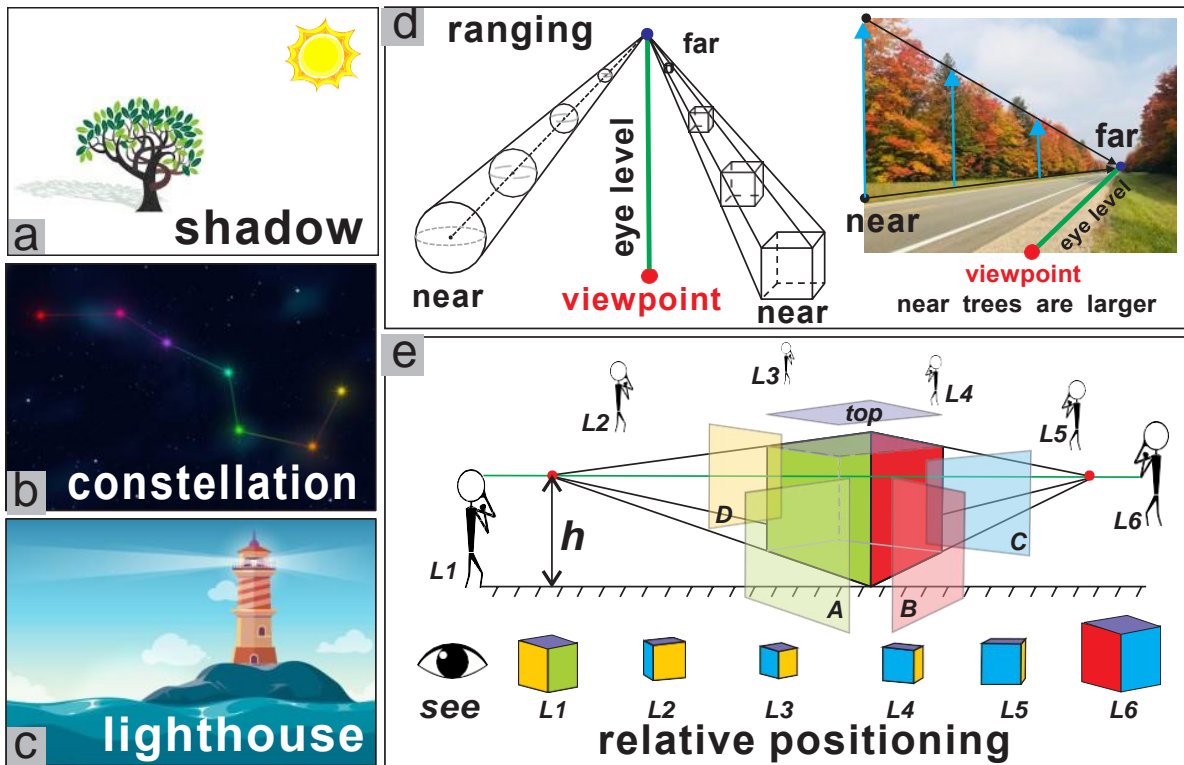 a
shadow
b
constellation
c
lighthouse
d
ranging
far
eye level
near
viewpoint
near
far
near
eye level
viewpoint
near trees are larger
e
L3
L2
L4
top
L5
D
h
C
L6
L1
A
B
see
L1
L2
L3
L4
L5
L6
relative positioning